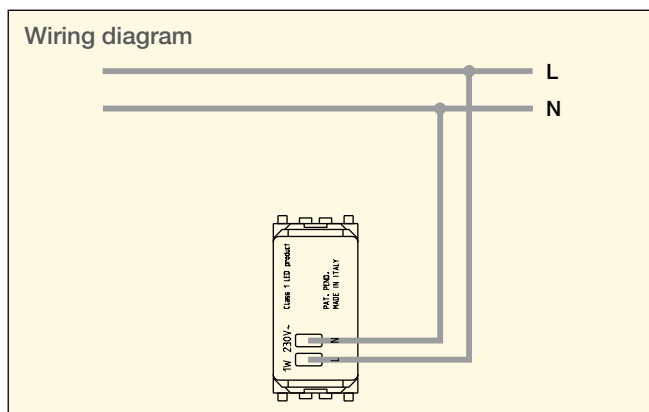 Wiring diagram
L
N
Class 1 LED product
PAT. PEND.
MADE IN ITALY
1W 230V~
N
L